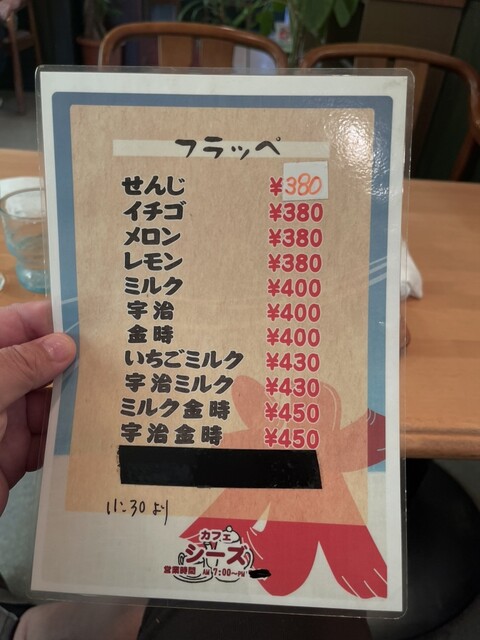 フラッペ
せんじ ¥380
イチゴ ¥380
メロン ¥380
レモン ¥380
ミルク ¥400
宇治 ¥400
金時 ¥400
いちごミルク ¥430
宇治ミルク ¥430
ミルク金時 ¥450
宇治金時 ¥450
11:30より
カフェ
シーズ
営業時間 AM7:00〜PM